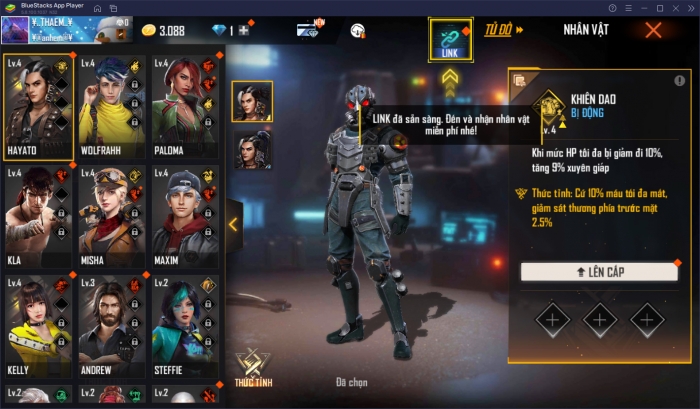 BlueStacks App Player
¥.THAEM.¥
0
3.088
1 +
NEW
LINK
TỦ ĐỒ
NHÂN VẬT
Lv.4
HAYATO
Lv.4
WOLFRAHH
Lv.4
PALOMA
LINK đã sẵn sàng. Đến và nhận nhân vật
miễn phí nhé!
KHIÊN DAO
BỊ ĐỘNG
Lv. 4
Khi mức HP tối đa bị giảm đi 10%,
tăng 9% xuyên giáp
Thức tỉnh: Cứ 10% máu tối đa mất,
giảm sát thương phía trước mặt
2.5%
Lv.4
KLA
Lv.4
MISHA
Lv.4
MAXIM
LÊN CẤP
Lv.2
KELLY
Lv.3
ANDREW
Lv.2
STEFFIE
THỨC TỈNH
Đã chọn
Lv.2
Lv.2
Lv.2